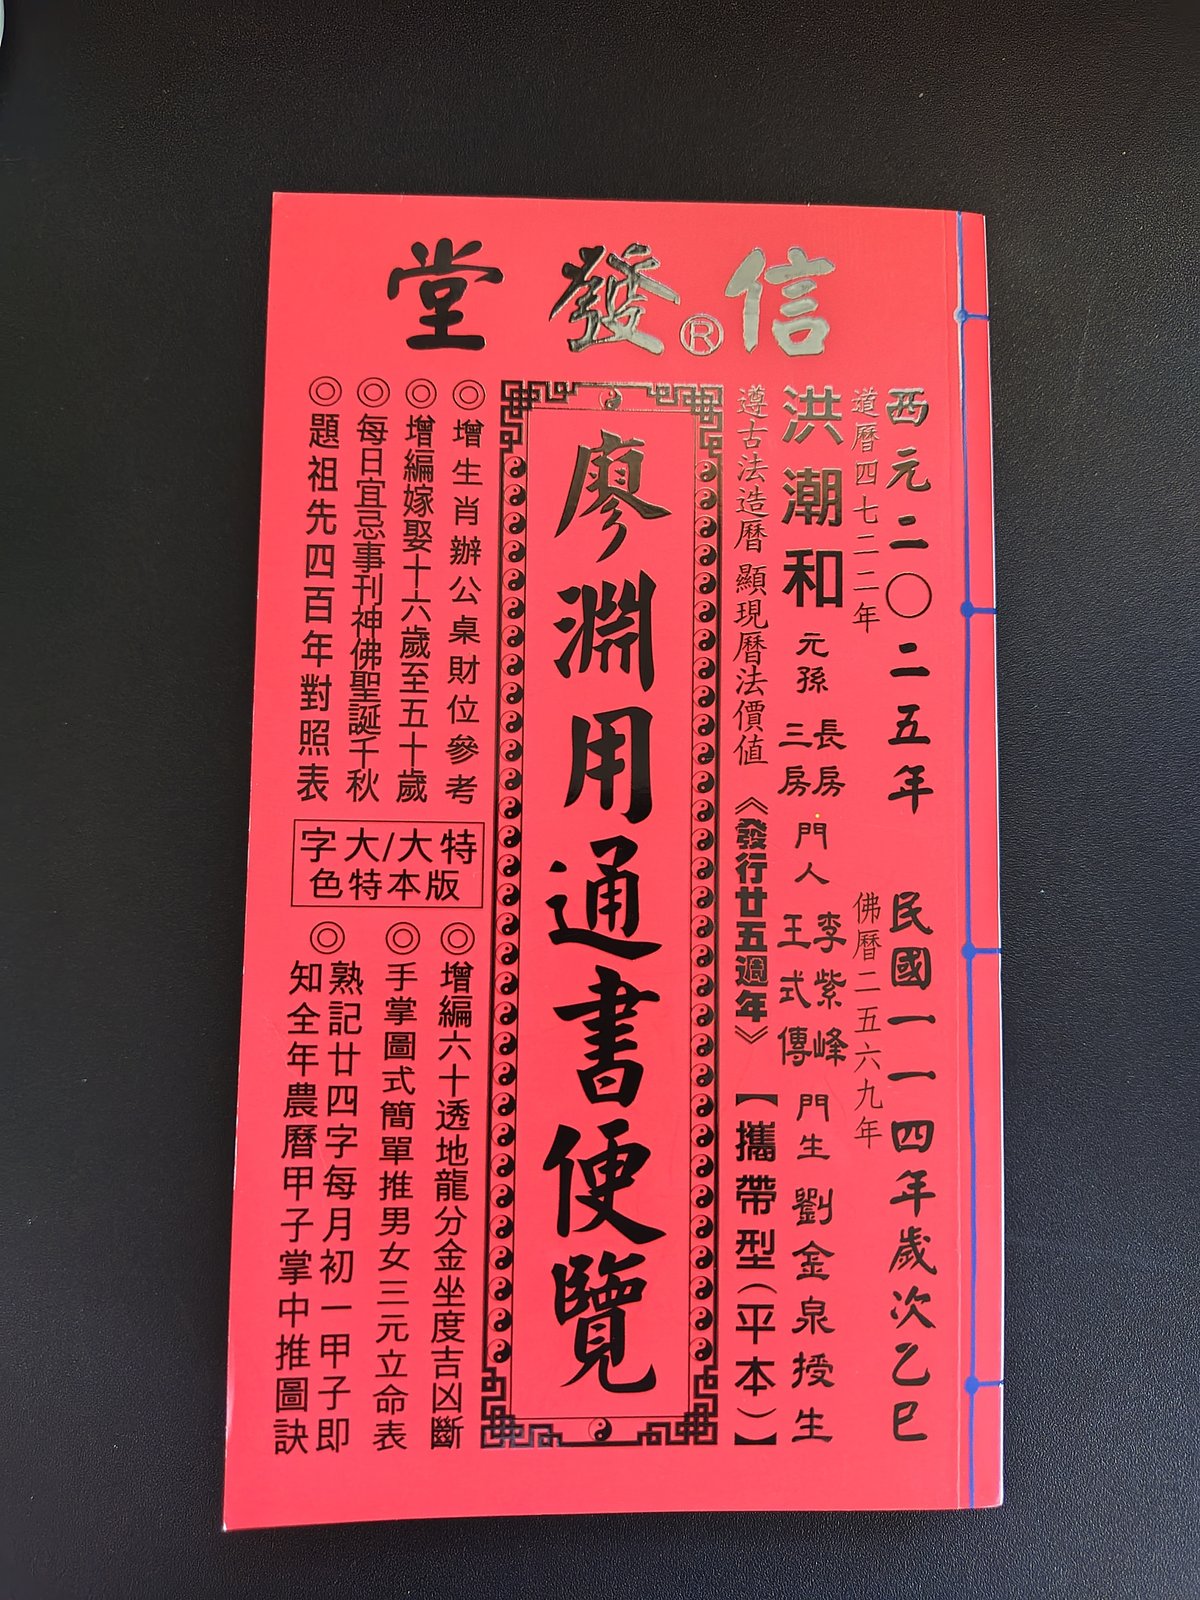 信發®堂
西元二〇二五年 民國一一四年歲次乙巳
道曆四七二二年 佛曆二五六九年
洪潮和元孫 長房 三房 門人 李紫峰 王式傳 門生 劉金泉授生
遵古法造曆 顯現曆法價值《發行廿五週年》【攜帶型(平本)】
廖淵用通書便覽
◎增生肖辦公桌財位參考
◎增編嫁娶十六歲至五十歲
◎每日宜忌事刊神佛聖誕千秋
◎題祖先四百年對照表
特大/大字
版本特色
◎增編六十透地龍分金坐度吉凶斷
◎手掌圖式簡單推男女三元立命表
◎熟記廿四字每月初一甲子即
知全年農曆甲子掌中推圖訣